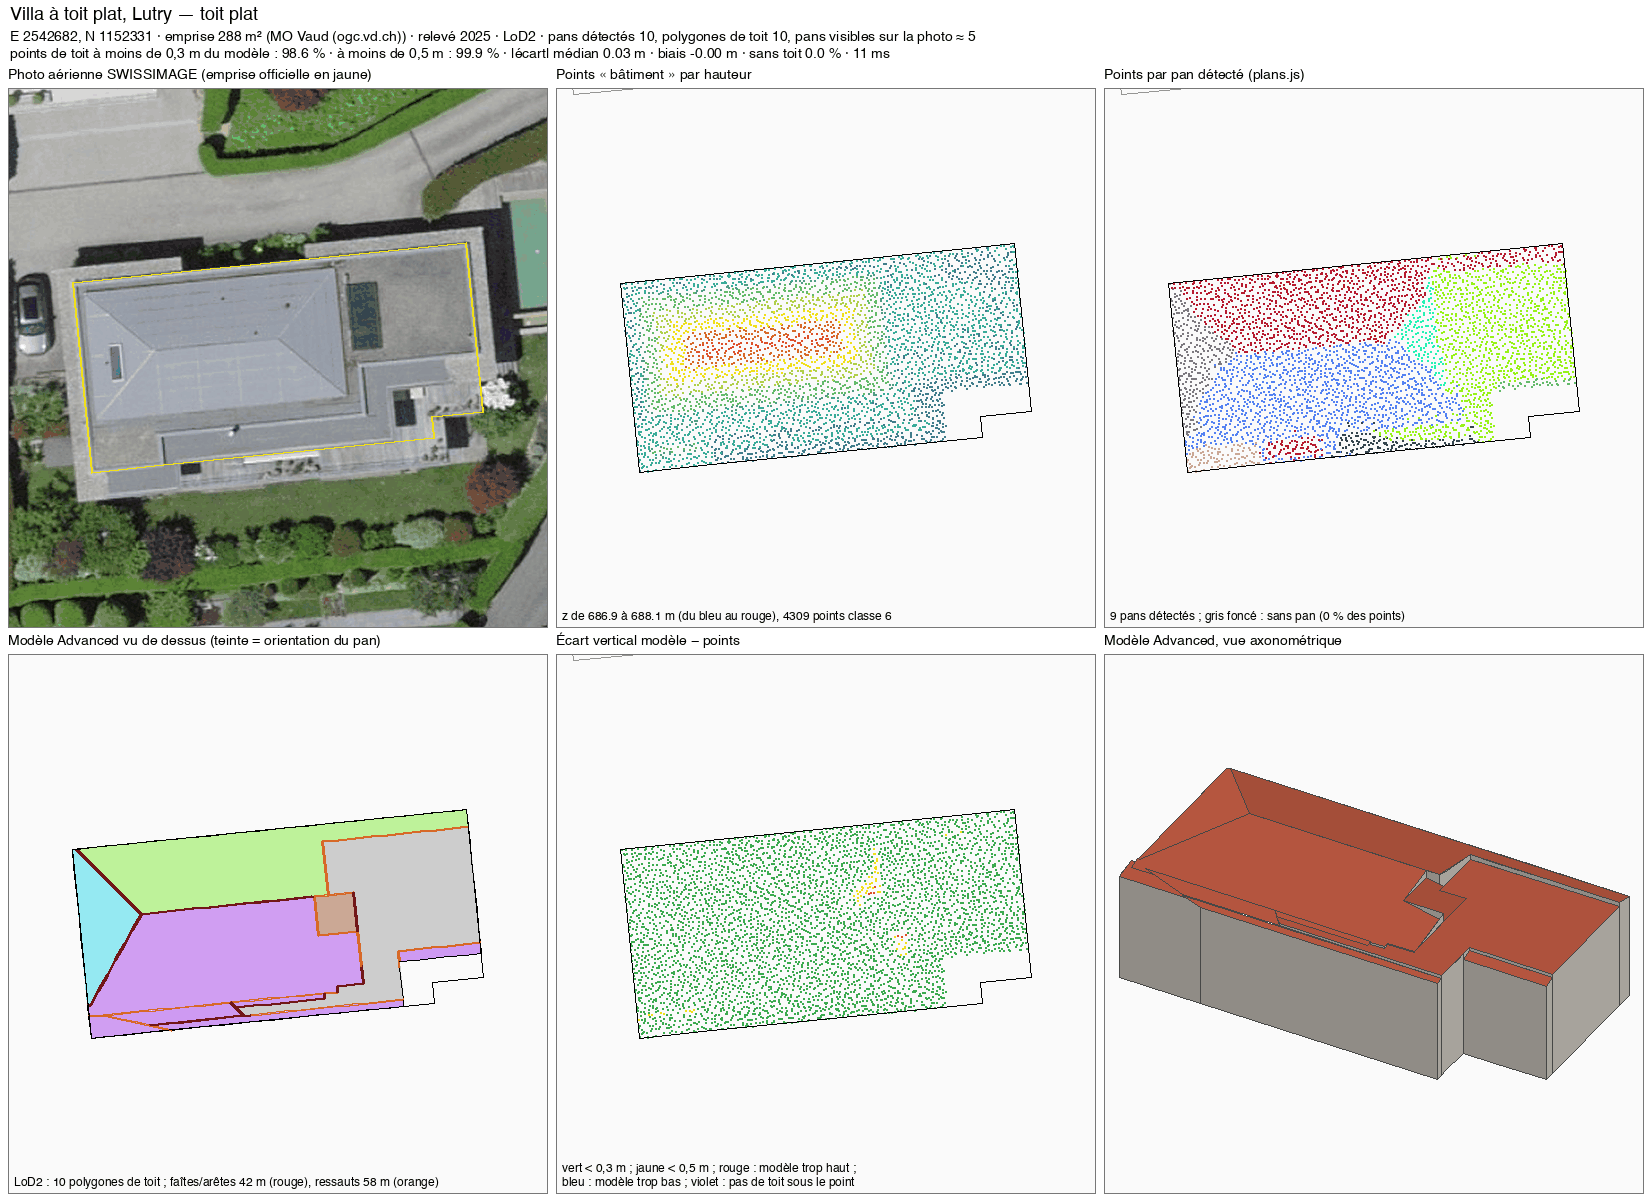 Villa à toit plat, Lutry — toit plat
E 2542682, N 1152331 · emprise 288 m² (MO Vaud (ogc.vd.ch)) · relevé 2025 · LoD2 · pans détectés 10, polygones de toit 10, pans visibles sur la photo ≈ 5
points de toit à moins de 0,3 m du modèle : 98.6 % · à moins de 0,5 m : 99.9 % · |écart| médian 0.03 m · biais -0.00 m · sans toit 0.0 % · 11 ms
Photo aérienne SWISSIMAGE (emprise officielle en jaune)
Points « bâtiment » par hauteur
Points par pan détecté (plans.js)
z de 686.9 à 688.1 m (du bleu au rouge), 4309 points classe 6
9 pans détectés ; gris foncé : sans pan (0 % des points)
Modèle Advanced vu de dessus (teinte = orientation du pan)
Écart vertical modèle – points
Modèle Advanced, vue axonométrique
LoD2 : 10 polygones de toit ; faîtes/arêtes 42 m (rouge), ressauts 58 m (orange)
vert < 0,3 m ; jaune < 0,5 m ; rouge : modèle trop haut ;
bleu : modèle trop bas ; violet : pas de toit sous le point